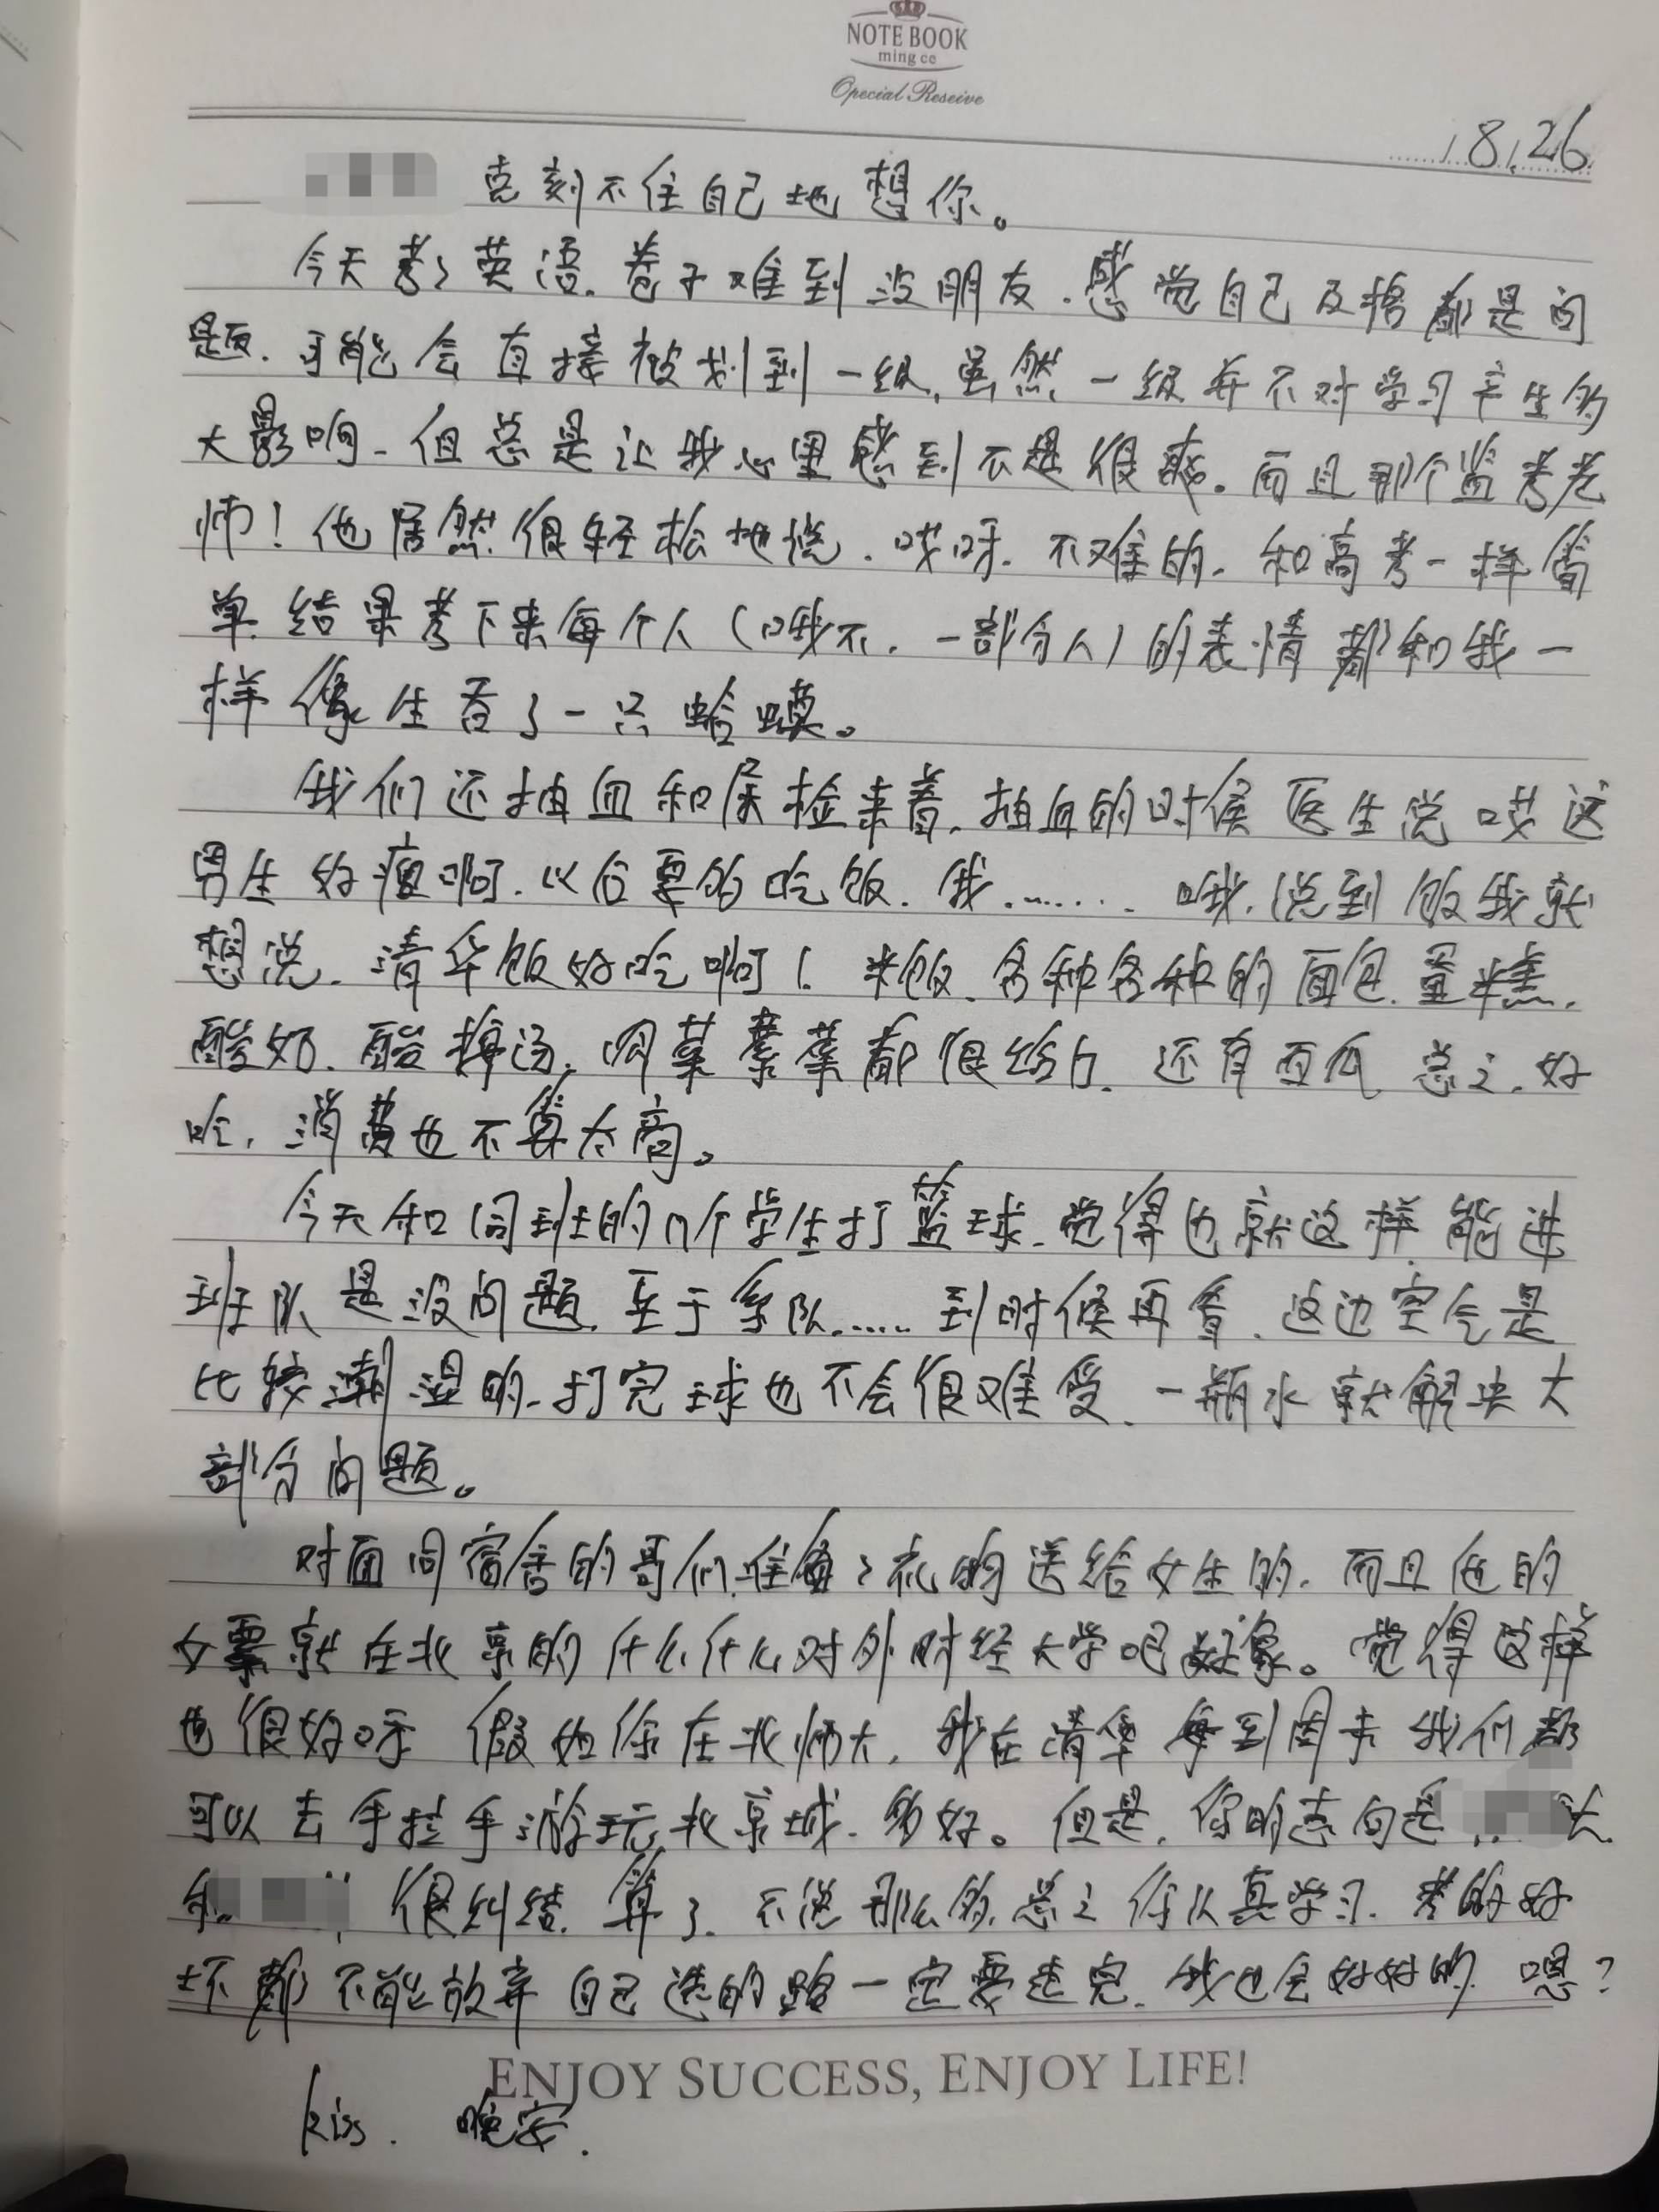 NOTE BOOK
ming ce
Special Reseive
8.26
克刻不住自己地想你。
今天考了英语.卷子难到没朋友.感觉自己及格都是问
题.可能会直接被划到一级,虽然一级并不对学习产生多
大影响-但总是让我心里感到不是很爽。而且那个监考老
师!他居然很轻松地说.哎呀.不难的.和高考一样简
单.结果考下来每个人(哦不.一部分人)的表情都和我一
样像生吞了一只蛤蟆。
我们还抽血和尿检来着.抽血的时候医生说哎这
男生好瘦啊.以后要多吃饭.我......... 哦.说到饭我就
想说.清华饭好吃啊!米饭.各种各种的面包.蛋糕.
酸奶.酸梅汤.肉菜素菜都很给力.还有西瓜.总之.好
吃.消费也不算太高。
今天和同班的几个学生打篮球.觉得也就这样.能进
班队是没问题.至于系队......到时候再看.这边空气是
比较潮湿的.打完球也不会很难受.一瓶水就解决大
部分问题。
对面同宿舍的哥们准备了礼物送给女生的.而且他的
女票就在北京的什么什么对外财经大学吧好像。觉得这样
也很好呀 假如你在北师大.我在清华 每到周末 我们都
可以去手拉手游玩北京城.多好。但是.你的志向是大
和 很纠结.算了.不说那么多.总之你认真学习.考的好
坏都不能放弃 自己选的路一定要走完.我也会好好的.嗯?
ENJOY SUCCESS, ENJOY LIFE!
kiss. 晚安.